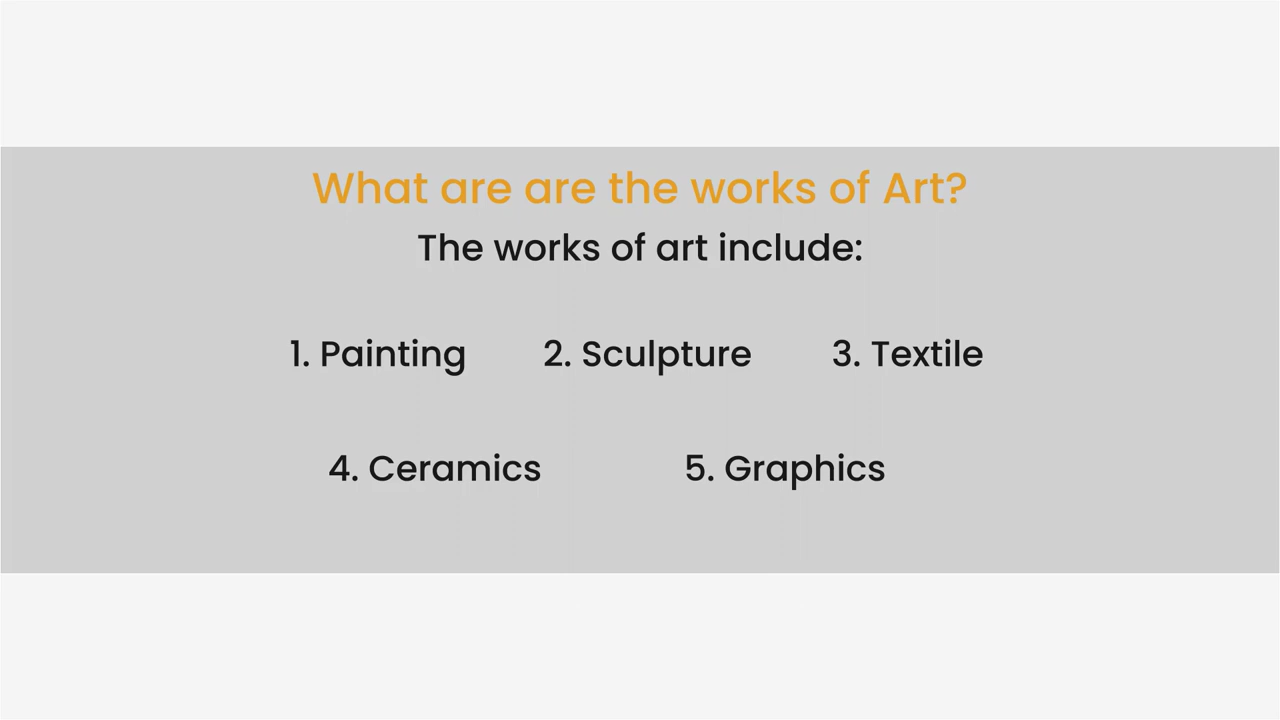 What are are the works of Art?
The works of art include:
1. Painting 2. Sculpture 3. Textile
4. Ceramics 5. Graphics